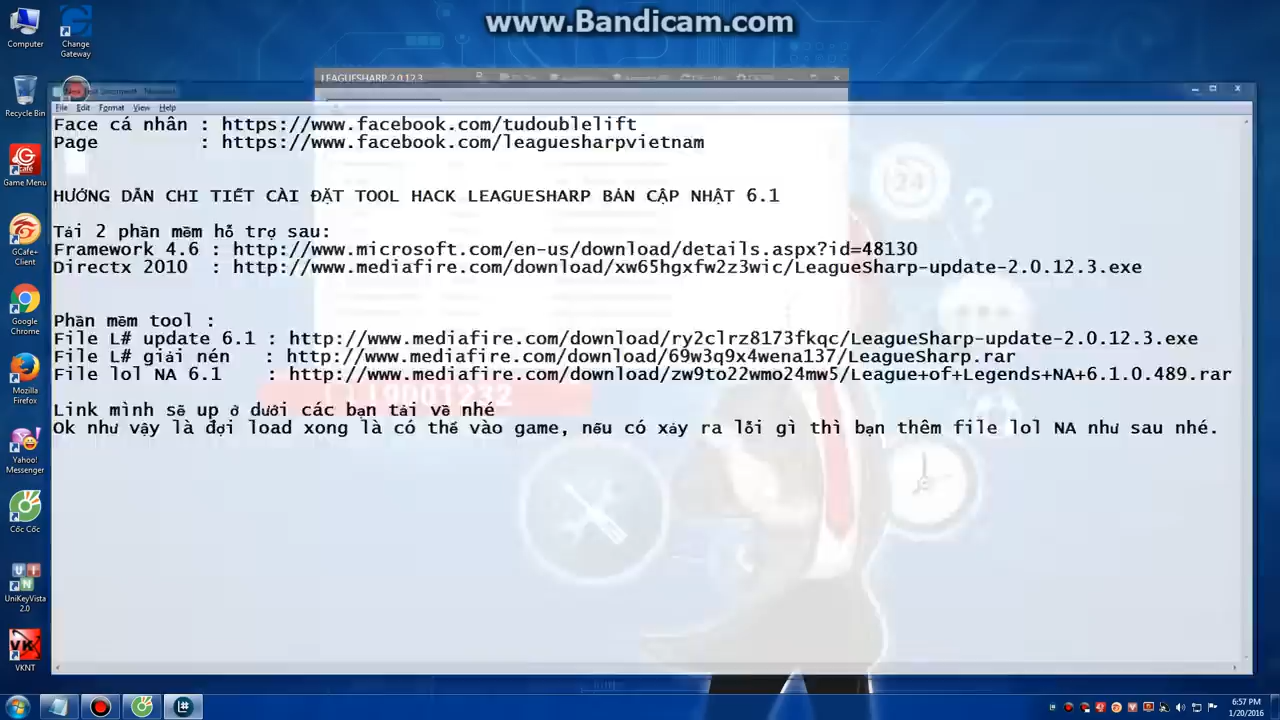 www.Bandicam.com
Computer
Change Gateway
LEAGUESHARP 2.0.12.3
Recycle Bin
File Edit Format View Help
Face cá nhân : https://www.facebook.com/tudoublelift
Page : https://www.facebook.com/leaguesharpvietnam
Game Menu
HƯỚNG DẪN CHI TIẾT CÀI ĐẶT TOOL HACK LEAGUESHARP BẢN CẬP NHẬT 6.1
Tải 2 phần mềm hỗ trợ sau:
Framework 4.6 : http://www.microsoft.com/en-us/download/details.aspx?id=48130
Directx 2010 : http://www.mediafire.com/download/xw65hgxfw2z3wic/LeagueSharp-update-2.0.12.3.exe
GCafe+ Client
Phần mềm tool :
File L# update 6.1 : http://www.mediafire.com/download/ry2clrz8173fkqc/LeagueSharp-update-2.0.12.3.exe
File L# giải nén : http://www.mediafire.com/download/69w3q9x4wena137/LeagueSharp.rar
File lol NA 6.1 : http://www.mediafire.com/download/zw9to22wmo24mw5/League+of+Legends+NA+6.1.0.489.rar
Google Chrome
Mozilla Firefox
Link mình sẽ up ở dưới các bạn tải về nhé
Ok như vậy là đợi load xong là có thể vào game, nếu có xảy ra lỗi gì thì bạn thêm file lol NA như sau nhé.
Yahoo! Messenger
Cốc Cốc
UniKeyVista 2.0
VKNT
6:57 PM
1/20/2016